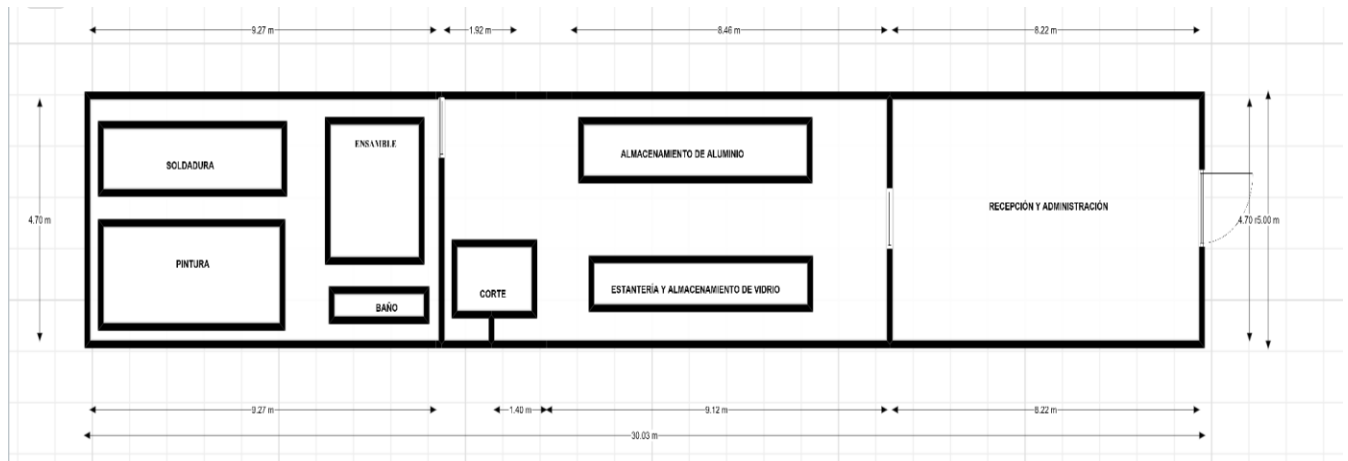 9.27 m
1.92 m
8.46 m
8.22 m
SOLDADURA
ENSAMBLE
ALMACENAMIENTO DE ALUMINIO
4.70 m
RECEPCIÓN Y ADMINISTRACIÓN
4.70 m
5.00 m
PINTURA
CORTE
ESTANTERÍA Y ALMACENAMIENTO DE VIDRIO
BAÑO
9.27 m
1.40 m
9.12 m
8.22 m
30.03 m